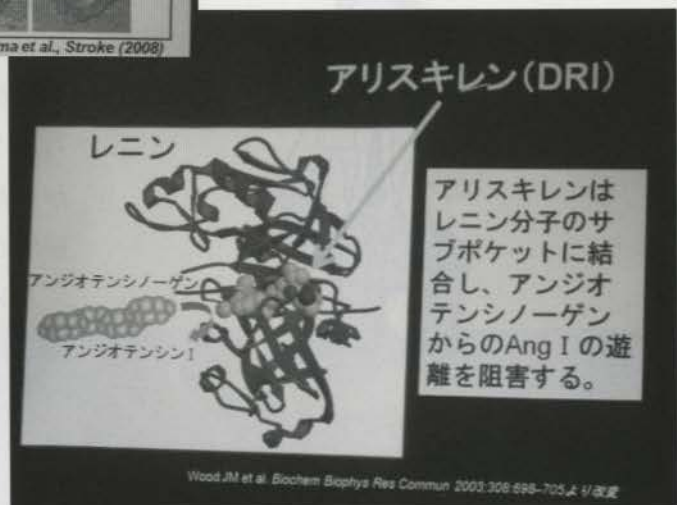 ma et al., Stroke (2008)
アリスキレン(DRI)
レニン
アンジオテンシノーゲン
アンジオテンシンⅠ
アリスキレンは
レニン分子のサ
ブポケットに結
合し、アンジオ
テンシノーゲン
からのAngⅠの遊
離を阻害する。
Wood JM et al. Biochem Biophys Res Commun 2003;308:698–705より改変